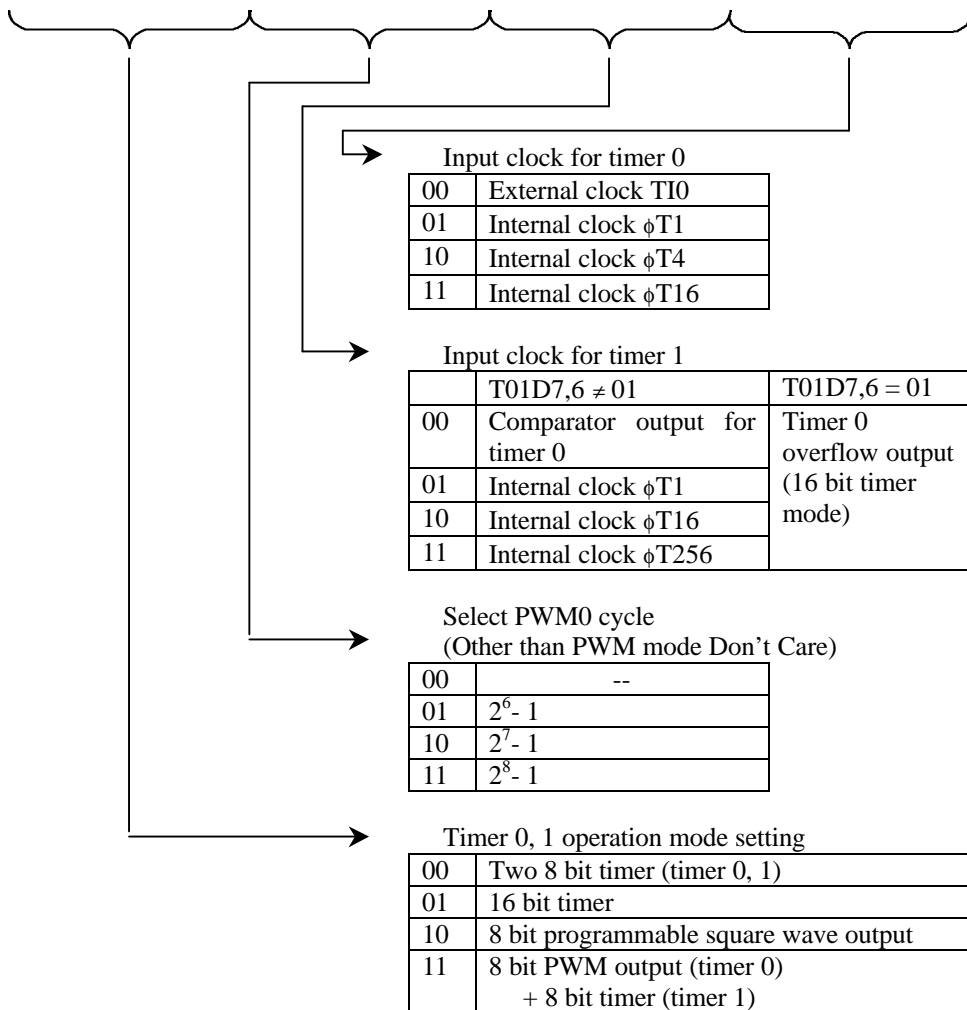 Input clock for timer 0
00 External clock TI0
01 Internal clock ϕT1
10 Internal clock ϕT4
11 Internal clock ϕT16
Input clock for timer 1
T01D7,6 ≠ 01 T01D7,6 = 01
00 Comparator output for timer 0
01 Internal clock ϕT1
10 Internal clock ϕT16
11 Internal clock ϕT256
Timer 0
overflow output
(16 bit timer
mode)
Select PWM0 cycle
(Other than PWM mode Don't Care)
00 --
01 2⁶- 1
10 2⁷- 1
11 2⁸- 1
Timer 0, 1 operation mode setting
00 Two 8 bit timer (timer 0, 1)
01 16 bit timer
10 8 bit programmable square wave output
11 8 bit PWM output (timer 0)
+ 8 bit timer (timer 1)